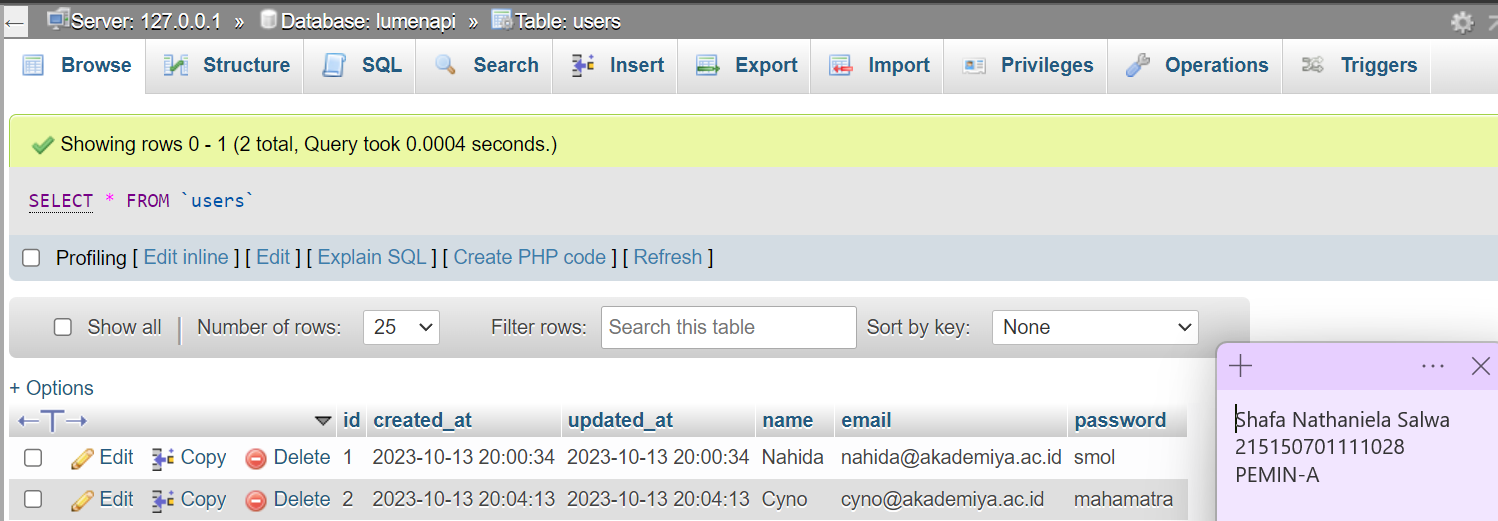 Server: 127.0.0.1 » Database: lumenapi » Table: users
Browse Structure SQL Search Insert Export Import Privileges Operations Triggers
Showing rows 0 - 1 (2 total, Query took 0.0004 seconds.)
SELECT * FROM `users`
Profiling [ Edit inline ] [ Edit ] [ Explain SQL ] [ Create PHP code ] [ Refresh ]
Show all | Number of rows: 25 Filter rows: Search this table Sort by key: None
+ Options
←T→ id created_at updated_at name email password
Edit Copy Delete 1 2023-10-13 20:00:34 2023-10-13 20:00:34 Nahida nahida@akademiya.ac.id smol
Edit Copy Delete 2 2023-10-13 20:04:13 2023-10-13 20:04:13 Cyno cyno@akademiya.ac.id mahamatra
Shafa Nathaniela Salwa
215150701111028
PEMIN-A